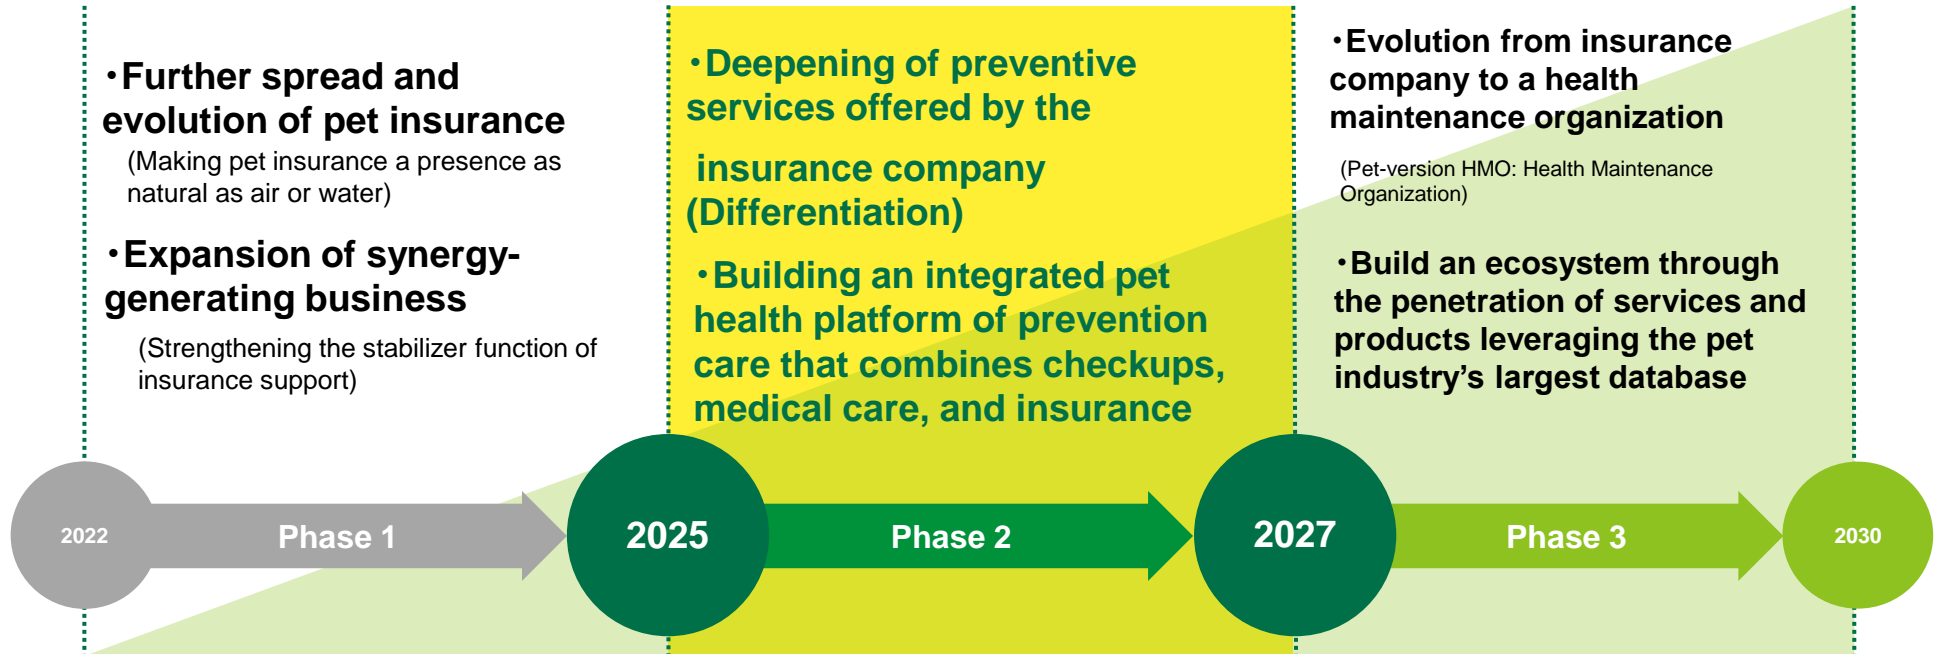 ・Further spread and
evolution of pet insurance
(Making pet insurance a presence as
natural as air or water)
・Expansion of synergy-
generating business
(Strengthening the stabilizer function of
insurance support)
・Deepening of preventive
services offered by the
insurance company
(Differentiation)
・Building an integrated pet
health platform of prevention
care that combines checkups,
medical care, and insurance
・Evolution from insurance
company to a health
maintenance organization
(Pet-version HMO: Health Maintenance
Organization)
・Build an ecosystem through
the penetration of services and
products leveraging the pet
industry’s largest database
2022
Phase 1
2025
Phase 2
2027
Phase 3
2030